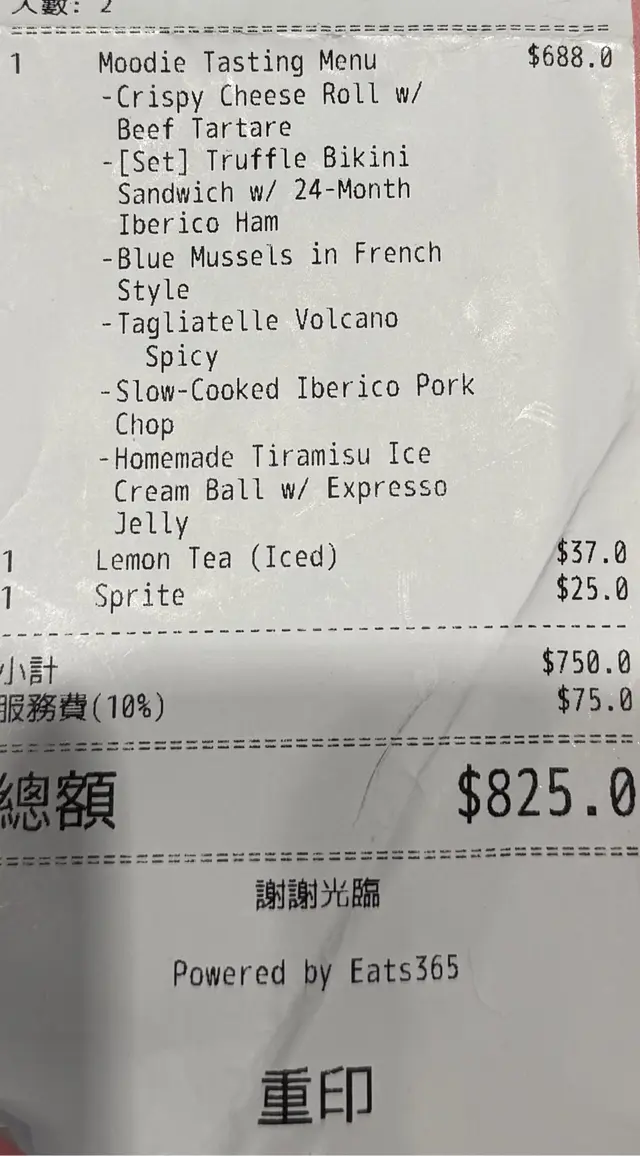 人數: 2
1 Moodie Tasting Menu $688.0
-Crispy Cheese Roll w/
Beef Tartare
-[Set] Truffle Bikini
Sandwich w/ 24-Month
Iberico Ham
-Blue Mussels in French
Style
-Tagliatelle Volcano
Spicy
-Slow-Cooked Iberico Pork
Chop
-Homemade Tiramisu Ice
Cream Ball w/ Expresso
Jelly
1 Lemon Tea (Iced) $37.0
1 Sprite $25.0
小計 $750.0
服務費(10%) $75.0
總額 $825.0
謝謝光臨
Powered by Eats365
重印